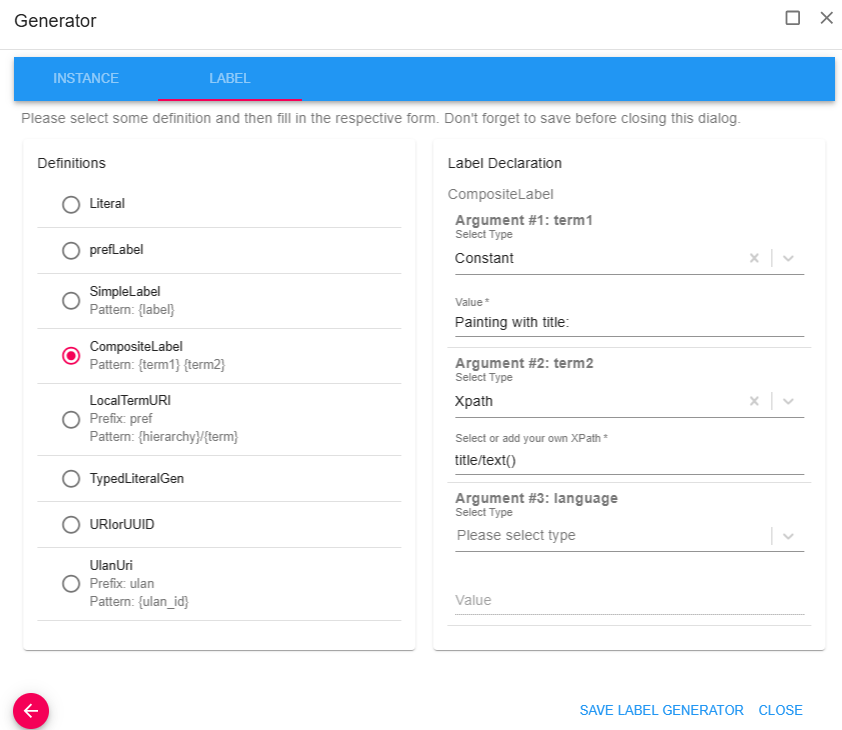 Generator
INSTANCE LABEL
Please select some definition and then fill in the respective form. Don't forget to save before closing this dialog.
Definitions
Literal
prefLabel
SimpleLabel
Pattern: {label}
CompositeLabel
Pattern: {term1} {term2}
LocalTermURI
Prefix: pref
Pattern: {hierarchy}/{term}
TypedLiteralGen
URIorUUID
UlanUri
Prefix: ulan
Pattern: {ulan_id}
Label Declaration
CompositeLabel
Argument #1: term1
Select Type
Constant
Value *
Painting with title:
Argument #2: term2
Select Type
Xpath
Select or add your own XPath *
title/text()
Argument #3: language
Select Type
Please select type
Value
SAVE LABEL GENERATOR CLOSE